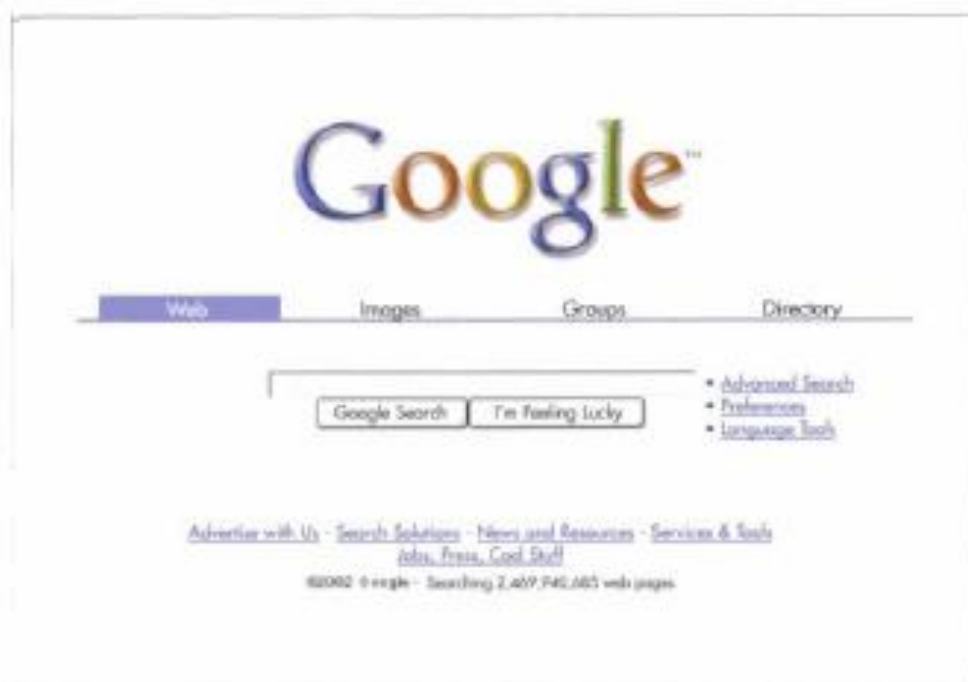 Google™
Web Images Groups Directory
• Advanced Search
• Preferences
• Language Tools
Google Search I'm Feeling Lucky
Advertise with Us - Search Solutions - News and Resources - Services & Tools
Jobs, Press, Cool Stuff
©2002 Google - Searching 2,469,940,685 web pages